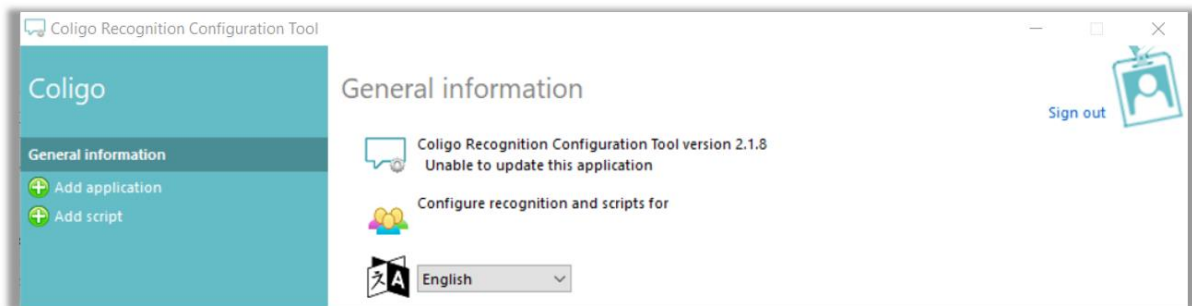 Coligo Recognition Configuration Tool
Coligo
General information
Add application
Add script
General information
Sign out
Coligo Recognition Configuration Tool version 2.1.8
Unable to update this application
Configure recognition and scripts for
English